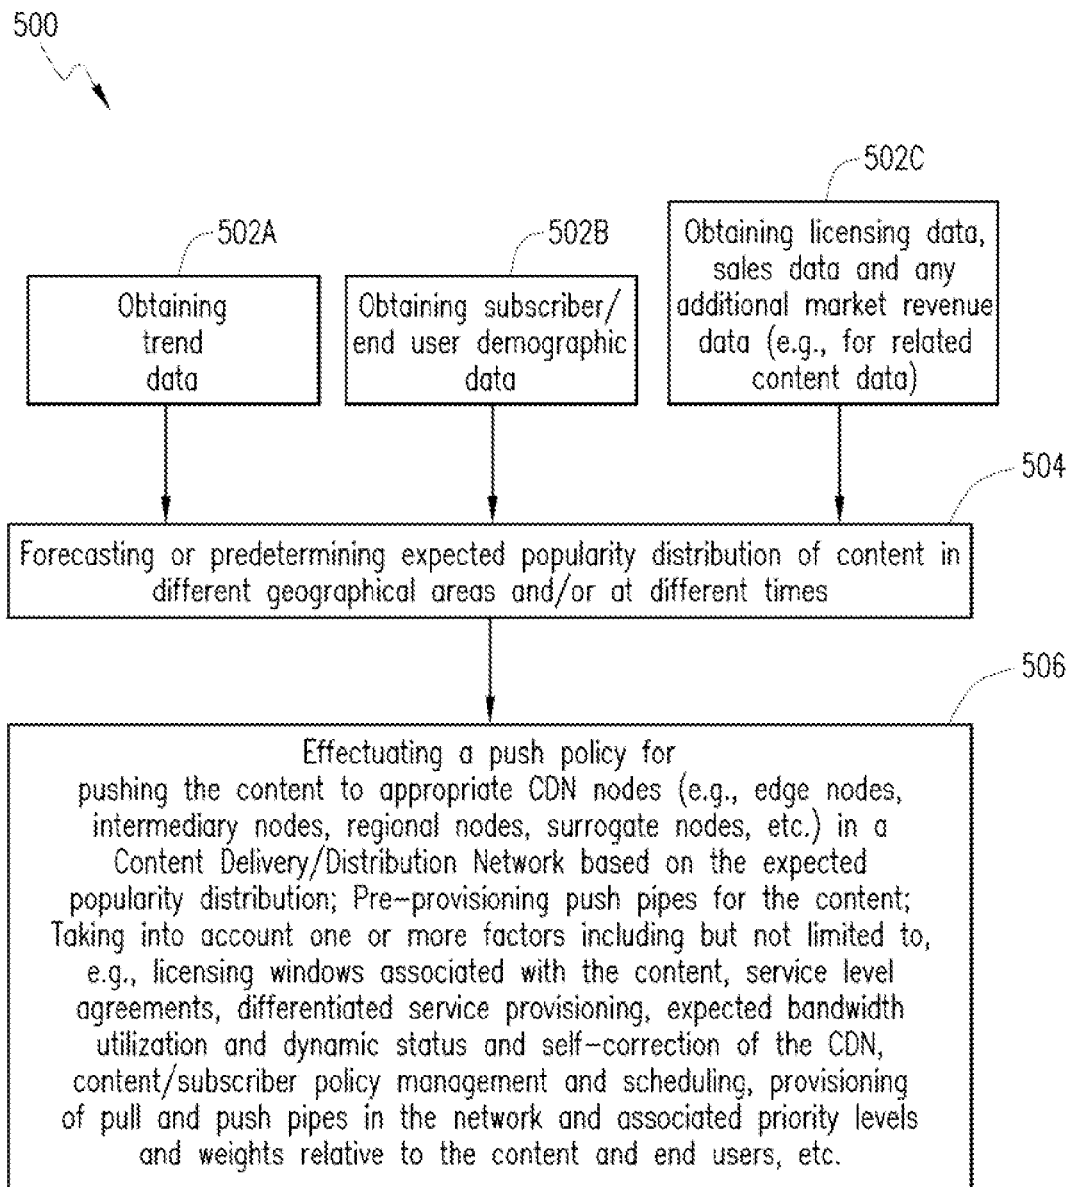 500
502A
502B
502C
Obtaining
trend
data
Obtaining subscriber/
end user demographic
data
Obtaining licensing data,
sales data and any
additional market revenue
data (e.g., for related
content data)
504
Forecasting or predetermining expected popularity distribution of content in
different geographical areas and/or at different times
506
Effectuating a push policy for
pushing the content to appropriate CDN nodes (e.g., edge nodes,
intermediary nodes, regional nodes, surrogate nodes, etc.) in a
Content Delivery/Distribution Network based on the expected
popularity distribution; Pre-provisioning push pipes for the content;
Taking into account one or more factors including but not limited to,
e.g., licensing windows associated with the content, service level
agreements, differentiated service provisioning, expected bandwidth
utilization and dynamic status and self-correction of the CDN,
content/subscriber policy management and scheduling, provisioning
of pull and push pipes in the network and associated priority levels
and weights relative to the content and end users, etc.